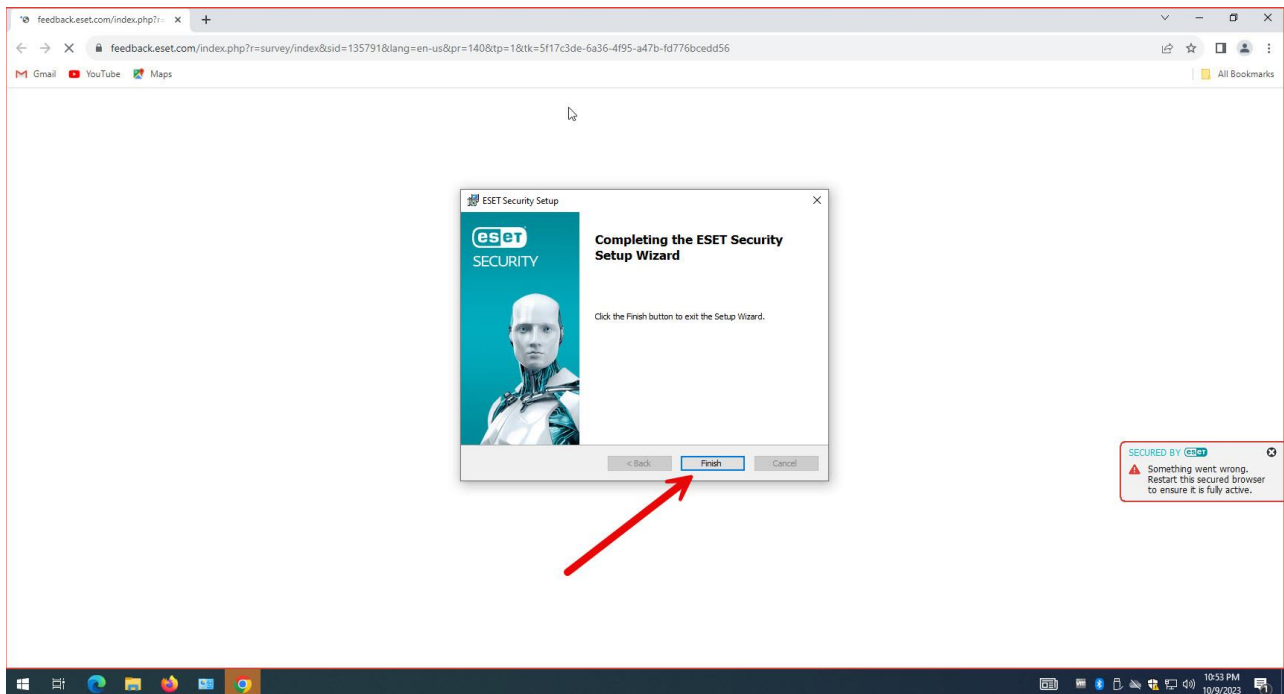 feedback.eset.com/index.php?r=
feedback.eset.com/index.php?r=survey/index&sid=135791&lang=en-us&pr=140&tp=1&tk=5f17c3de-6a36-4f95-a47b-fd776bcedd56
Gmail YouTube Maps All Bookmarks
ESET Security Setup
eset
SECURITY
Completing the ESET Security
Setup Wizard
Click the Finish button to exit the Setup Wizard.
< Back Finish Cancel
SECURED BY eset
Something went wrong.
Restart this secured browser
to ensure it is fully active.
10:53 PM
10/9/2023